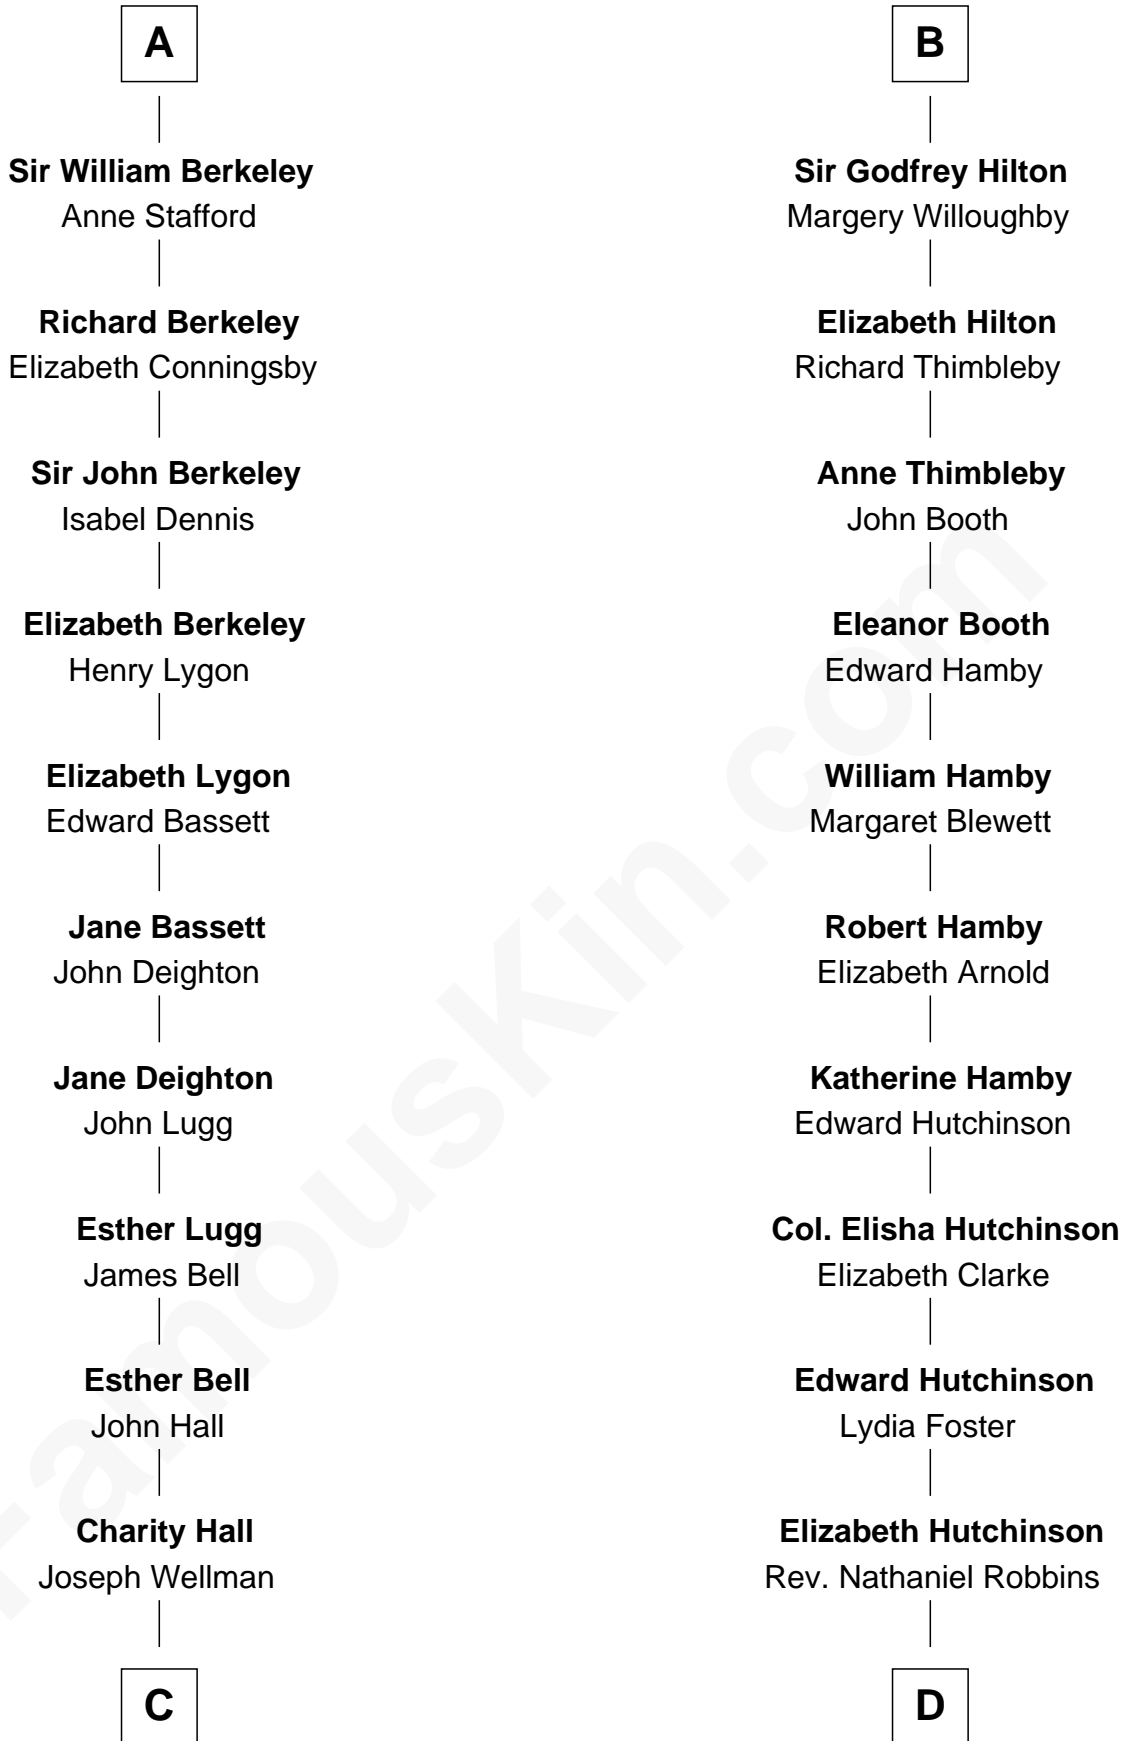 A
Sir William Berkeley
Anne Stafford
Richard Berkeley
Elizabeth Conningsby
Sir John Berkeley
Isabel Dennis
Elizabeth Berkeley
Henry Lygon
Elizabeth Lygon
Edward Bassett
Jane Bassett
John Deighton
Jane Deighton
John Lugg
Esther Lugg
James Bell
Esther Bell
John Hall
Charity Hall
Joseph Wellman
C
B
Sir Godfrey Hilton
Margery Willoughby
Elizabeth Hilton
Richard Thimbleby
Anne Thimbleby
John Booth
Eleanor Booth
Edward Hamby
William Hamby
Margaret Blewett
Robert Hamby
Elizabeth Arnold
Katherine Hamby
Edward Hutchinson
Col. Elisha Hutchinson
Elizabeth Clarke
Edward Hutchinson
Lydia Foster
Elizabeth Hutchinson
Rev. Nathaniel Robbins
D
FamousKin.com